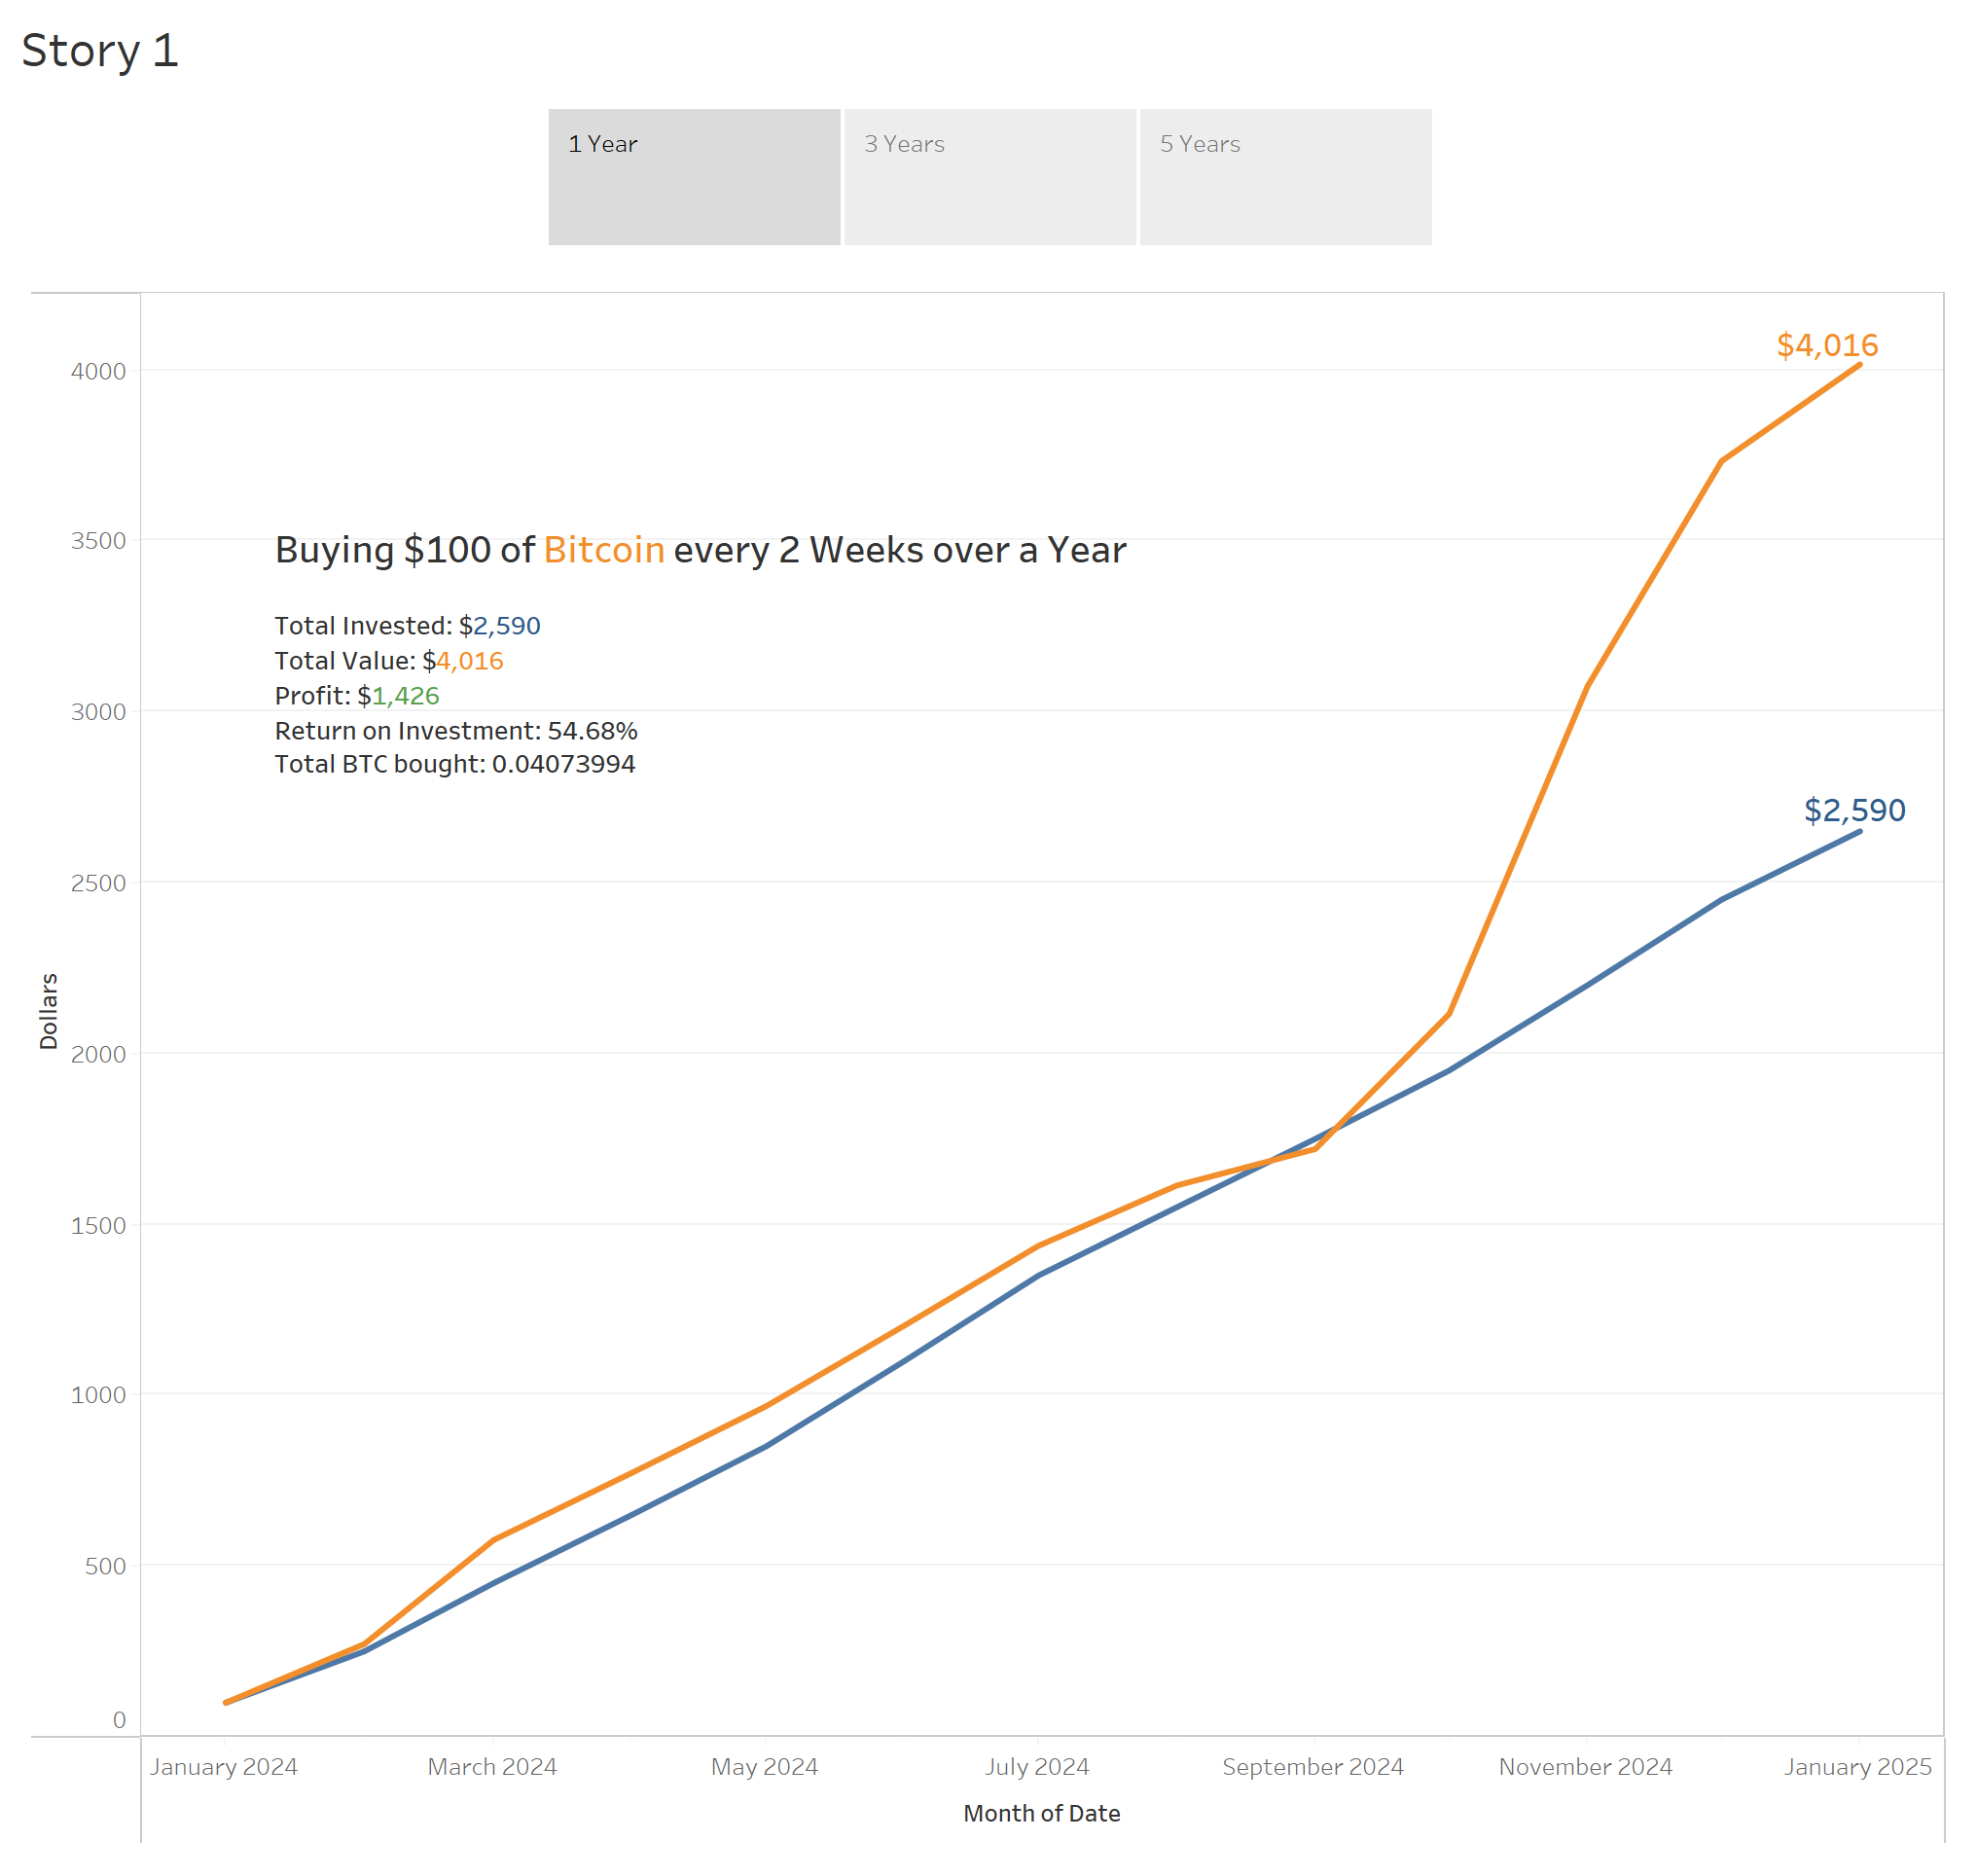 Story 1
1 Year
3 Years
5 Years
$4,016
4000
3500
Buying $100 of Bitcoin every 2 Weeks over a Year
Total Invested: $2,590
Total Value: $4,016
Profit: $1,426
Return on Investment: 54.68%
Total BTC bought: 0.04073994
3000
$2,590
2500
Dollars
2000
1500
1000
500
0
January 2024 March 2024 May 2024 July 2024 September 2024 November 2024 January 2025
Month of Date